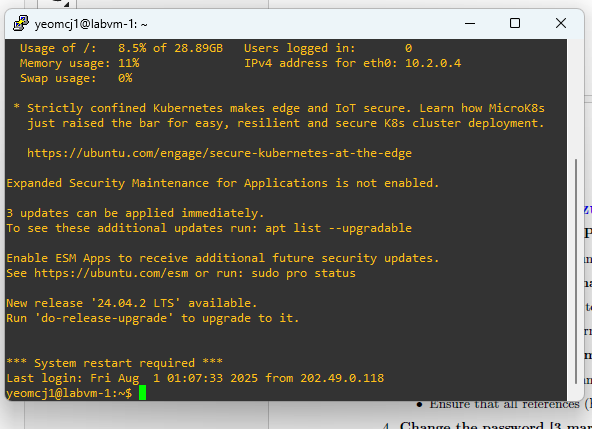 yeomcj1@labvm-1: ~
Usage of /:   8.5% of 28.89GB   Users logged in:       0
Memory usage: 11%               IPv4 address for eth0: 10.2.0.4
Swap usage:   0%
* Strictly confined Kubernetes makes edge and IoT secure. Learn how MicroK8s
just raised the bar for easy, resilient and secure K8s cluster deployment.
https://ubuntu.com/engage/secure-kubernetes-at-the-edge
Expanded Security Maintenance for Applications is not enabled.
3 updates can be applied immediately.
To see these additional updates run: apt list --upgradable
Enable ESM Apps to receive additional future security updates.
See https://ubuntu.com/esm or run: sudo pro status
New release '24.04.2 LTS' available.
Run 'do-release-upgrade' to upgrade to it.
*** System restart required ***
Last login: Fri Aug  1 01:07:33 2025 from 202.49.0.118
yeomcj1@labvm-1:~$
• Ensure that all references (
4. Change the password [3 mar